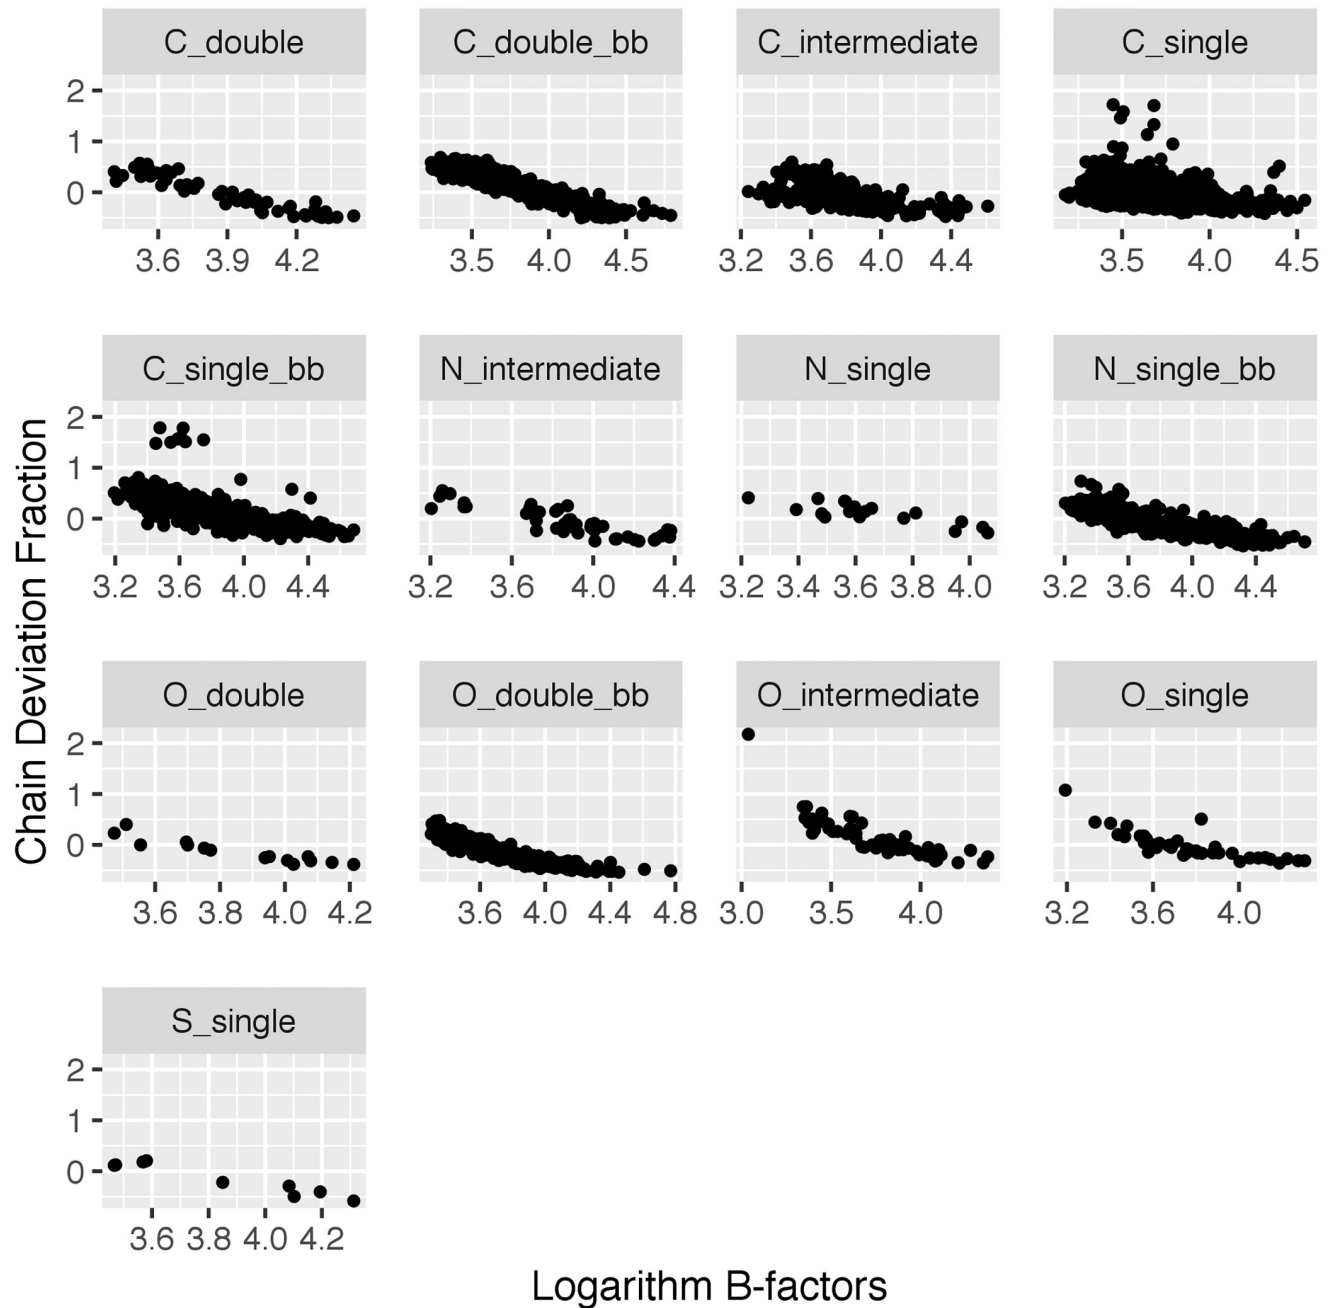 C_double C_double_bb C_intermediate C_single
2
1
0
3.6 3.9 4.2 3.5 4.0 4.5 3.2 3.6 4.0 4.4 3.5 4.0 4.5
C_single_bb N_intermediate N_single N_single_bb
2
1
0
3.2 3.6 4.0 4.4 3.2 3.6 4.0 4.4 3.2 3.4 3.6 3.8 4.0 3.2 3.6 4.0 4.4
O_double O_double_bb O_intermediate O_single
2
1
0
3.6 3.8 4.0 4.2 3.6 4.0 4.4 4.8 3.0 3.5 4.0 3.2 3.6 4.0
S_single
2
1
0
3.6 3.8 4.0 4.2
Chain Deviation Fraction
Logarithm B-factors